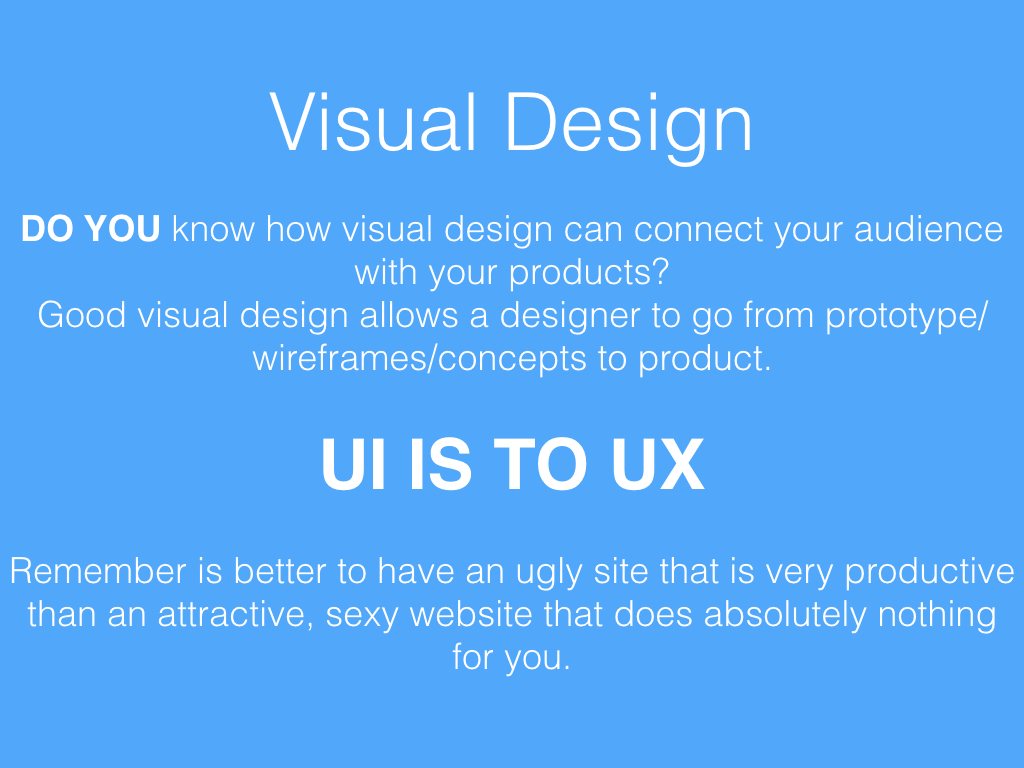 Visual Design
DO YOU know how visual design can connect your audience
with your products?
Good visual design allows a designer to go from prototype/
wireframes/concepts to product.
UI IS TO UX
Remember is better to have an ugly site that is very productive
than an attractive, sexy website that does absolutely nothing
for you.